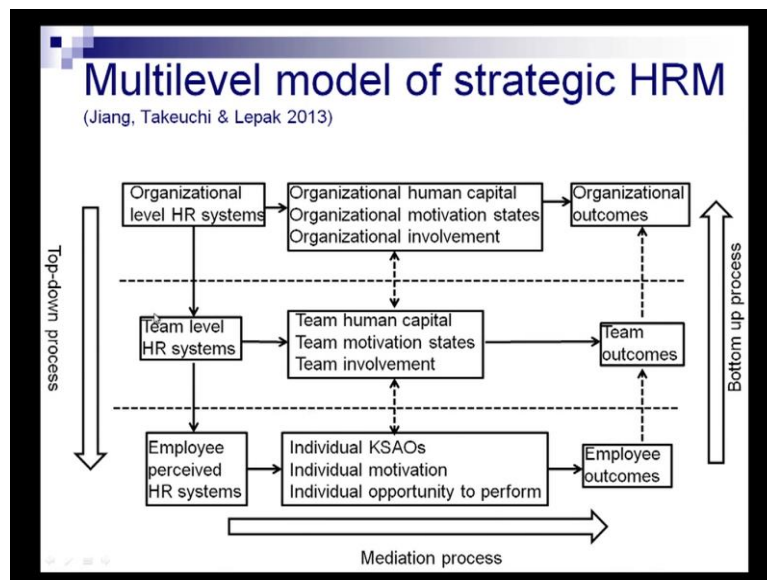 Multilevel model of strategic HRM
(Jiang, Takeuchi & Lepak 2013)
Top-down process
Organizational
level HR systems
Organizational human capital
Organizational motivation states
Organizational involvement
Organizational
outcomes
Team level
HR systems
Team human capital
Team motivation states
Team involvement
Team
outcomes
Employee
perceived
HR systems
Individual KSAOs
Individual motivation
Individual opportunity to perform
Employee
outcomes
Bottom up process
Mediation process